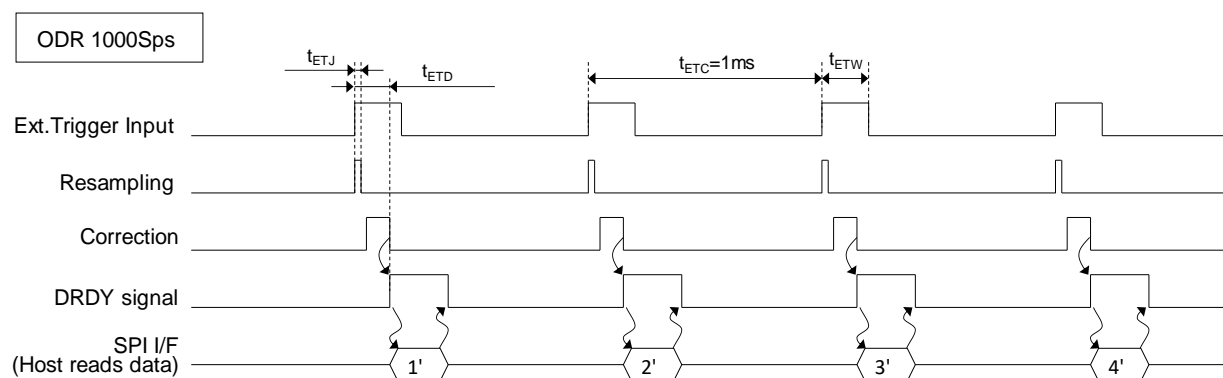 ODR 1000Sps
tETJ
tETD
tETC=1ms
tETW
Ext.Trigger Input
Resampling
Correction
DRDY signal
SPI I/F
(Host reads data)
1' 2' 3' 4'